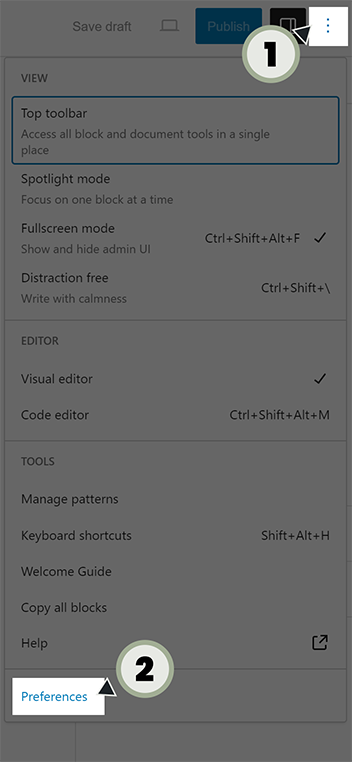 Save draft
Publish
1
VIEW
Top toolbar
Access all block and document tools in a single
place
Spotlight mode
Focus on one block at a time
Fullscreen mode Ctrl+Shift+Alt+F
Show and hide admin UI
Distraction free Ctrl+Shift+\
Write with calmness
EDITOR
Visual editor
Code editor Ctrl+Shift+Alt+M
TOOLS
Manage patterns
Keyboard shortcuts Shift+Alt+H
Welcome Guide
Copy all blocks
Help
2
Preferences